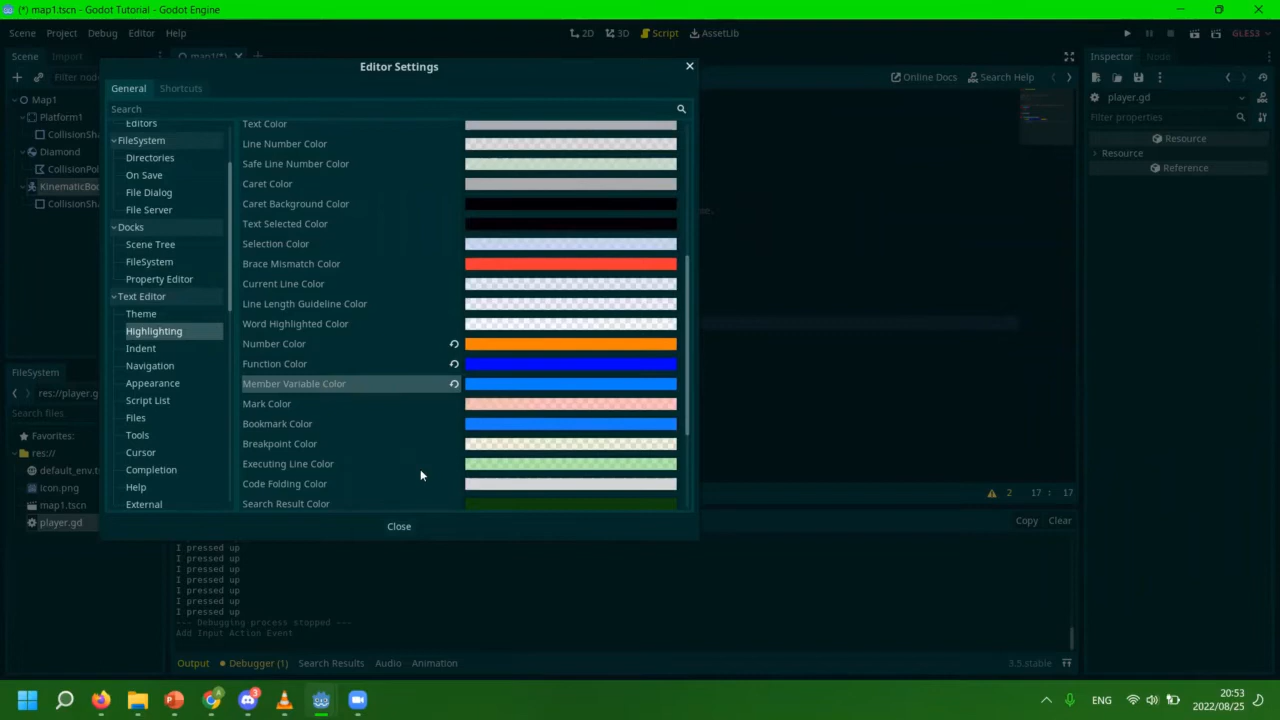 (*) map1.tscn - Godot Tutorial - Godot Engine
Scene Project Debug Editor Help
2D 3D Script AssetLib
GLES3
Scene Import
map1(*)
Inspector Node
Editor Settings
General Shortcuts
Filter node
Online Docs Search Help
Map1
player.gd
Search
Filter properties
Platform1
Resource
CollisionSha
Resource
Diamond
Reference
CollisionPol
KinematicBod
CollisionSha
Editors
FileSystem
Directories
On Save
File Dialog
File Server
Docks
Scene Tree
FileSystem
Property Editor
Text Editor
Theme
Highlighting
Indent
Navigation
Appearance
Script List
Files
Tools
Cursor
Completion
Help
External
Text Color
Line Number Color
Safe Line Number Color
Caret Color
Caret Background Color
Text Selected Color
Selection Color
Brace Mismatch Color
Current Line Color
Line Length Guideline Color
Word Highlighted Color
Number Color
Function Color
Member Variable Color
Mark Color
Bookmark Color
Breakpoint Color
Executing Line Color
Code Folding Color
Search Result Color
Close
FileSystem
res://player.g
Search files
Favorites:
res://
default_env.t
icon.png
map1.tscn
player.gd
2 17 : 17
Copy Clear
I pressed up
I pressed up
I pressed up
I pressed up
I pressed up
I pressed up
I pressed up
--- Debugging process stopped ---
Add Input Action Event
Output Debugger (1) Search Results Audio Animation
3.5.stable
3
ENG
20:53
2022/08/25